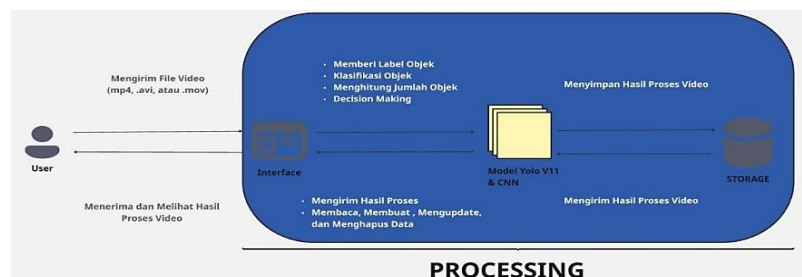 Mengirim File Video
(mp4, .avi, atau .mov)
• Memberi Label Objek
• Klasifikasi Objek
• Menghitung Jumlah Objek
• Decision Making
Menyimpan Hasil Proses Video
User
Interface
Model Yolo V11
& CNN
STORAGE
Menerima dan Melihat Hasil
Proses Video
• Mengirim Hasil Proses
• Membaca, Membuat , Mengupdate,
dan Menghapus Data
Mengirim Hasil Proses Video
PROCESSING